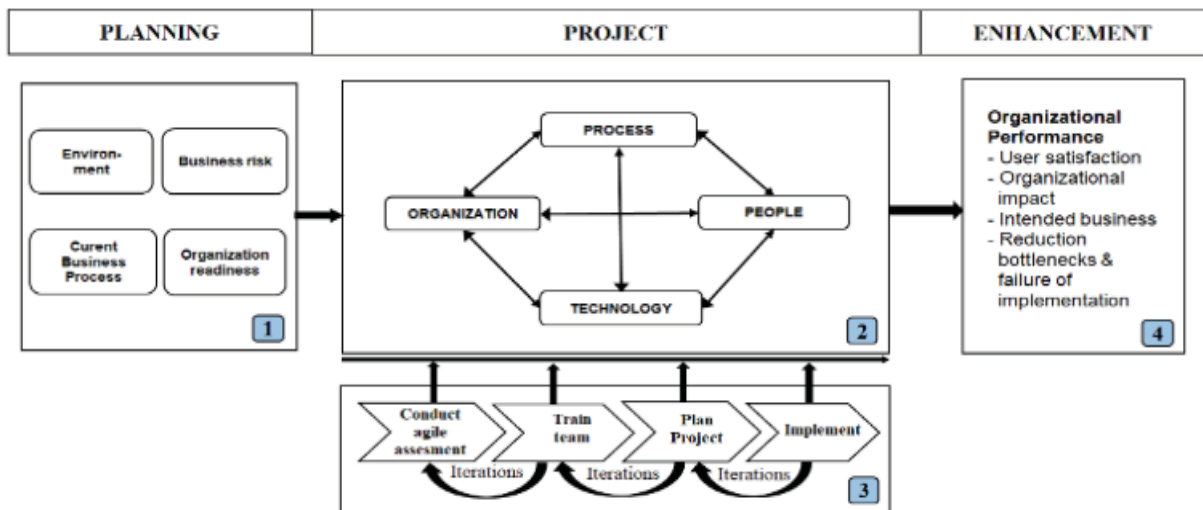 PLANNING
PROJECT
ENHANCEMENT
Environ-
ment
Business risk
Curent
Business
Process
Organization
readiness
1
PROCESS
ORGANIZATION
PEOPLE
TECHNOLOGY
2
Organizational
Performance
- User satisfaction
- Organizational
impact
- Intended business
- Reduction
bottlenecks &
failure of
implementation
4
Conduct
agile
assesment
Train
team
Plan
Project
Implement
Iterations
Iterations
Iterations
3